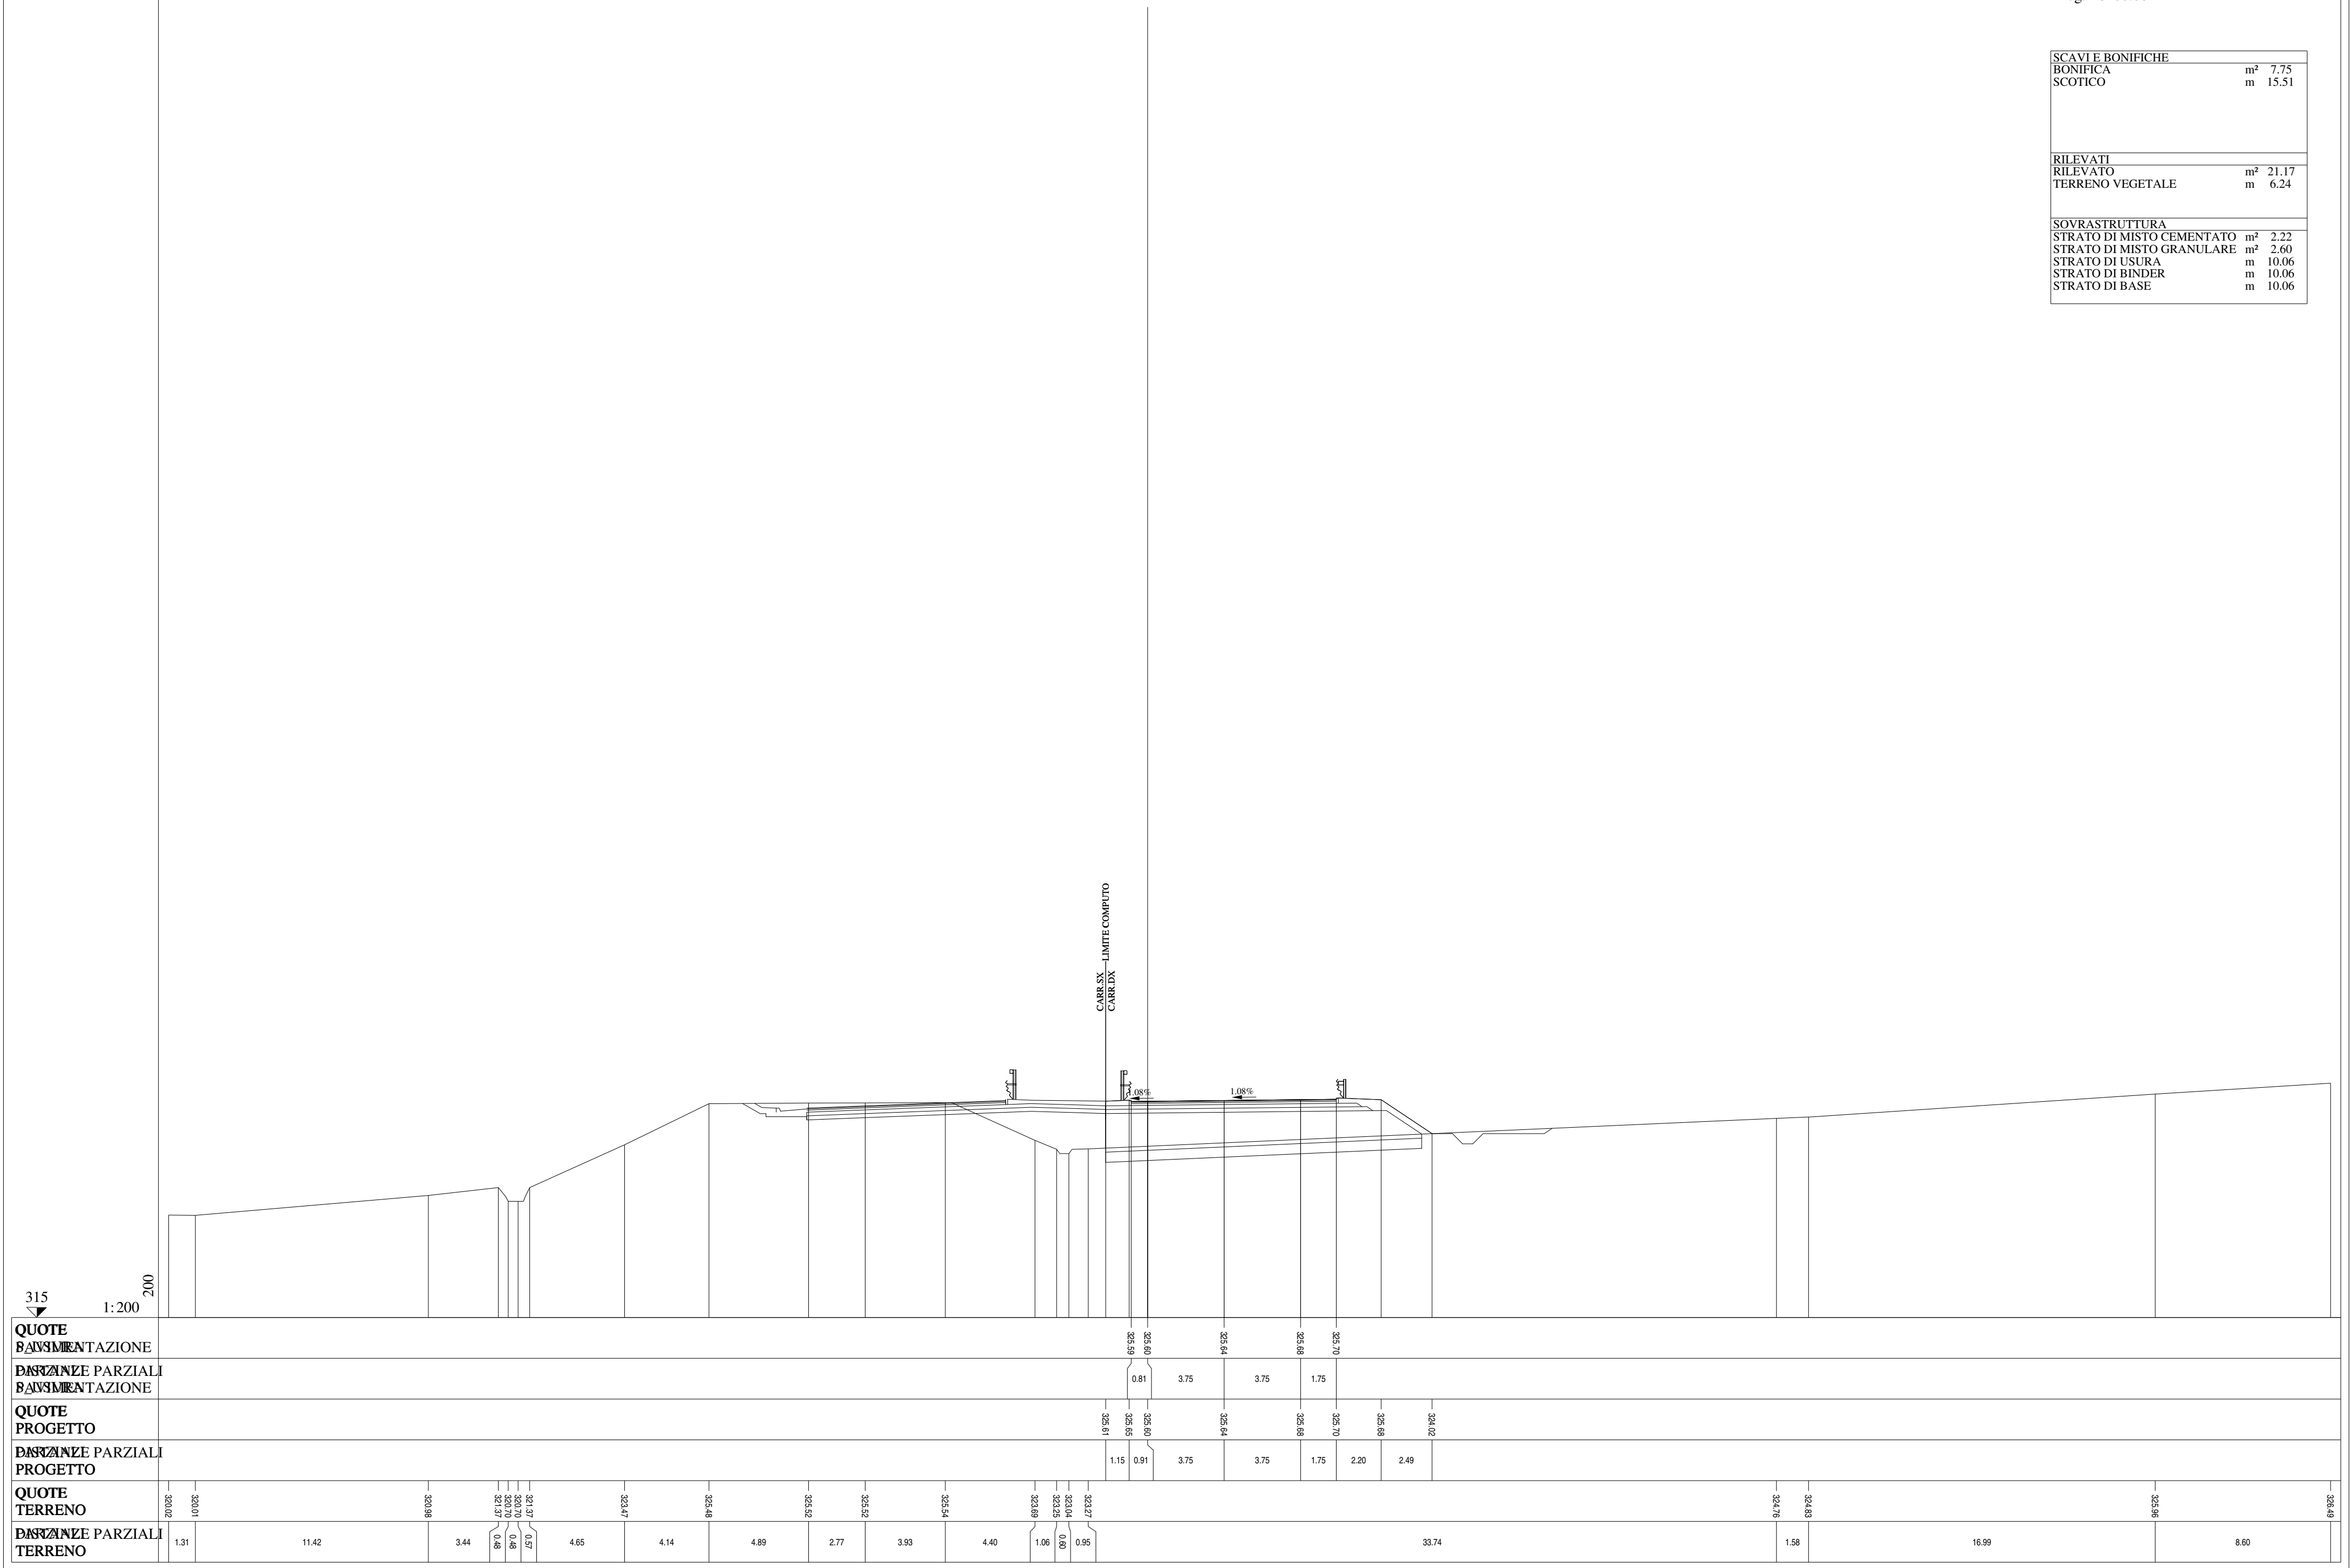 SCAVI E BONIFICHE
BONIFICA m² 7.75
SCOTICO m 15.51
RILEVATI
RILEVATO m² 21.17
TERRENO VEGETALE m 6.24
SOVRASTRUTTURA
STRATO DI MISTO CEMENTATO m² 2.22
STRATO DI MISTO GRANULARE m² 2.60
STRATO DI USURA m 10.06
STRATO DI BINDER m 10.06
STRATO DI BASE m 10.06
LIMITE COMPUTO
CARR.SX
CARR.DX
1.08%
315
1:200
200
QUOTE
325.59 325.60 325.64 325.68 325.70
0.81 3.75 3.75 1.75
QUOTE
PROGETTO
325.61 325.65 325.60 325.64 325.68 325.70 325.68 324.02
PARZIALI
PROGETTO
1.15 0.91 3.75 3.75 1.75 2.20 2.49
QUOTE
TERRENO
320.02 320.01 320.98 321.37 320.70 320.70 321.37 323.47 325.48 325.52 325.52 325.54 323.69 323.25 323.04 323.27 324.76 324.83 325.96 326.49
PARZIALI
TERRENO
1.31 11.42 3.44 0.48 0.48 0.57 4.65 4.14 4.89 2.77 3.93 4.40 1.06 0.60 0.95 33.74 1.58 16.99 8.60